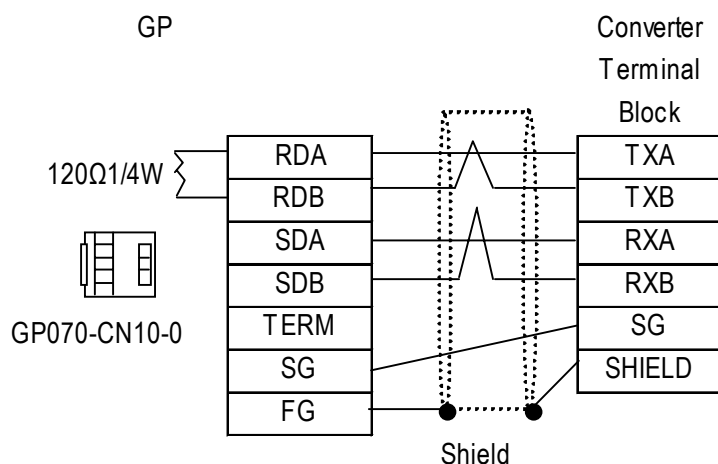 GP
Converter
Terminal
Block
120Ω1/4W
RDA
RDB
SDA
SDB
TERM
SG
FG
TXA
TXB
RXA
RXB
SG
SHIELD
GP070-CN10-0
Shield